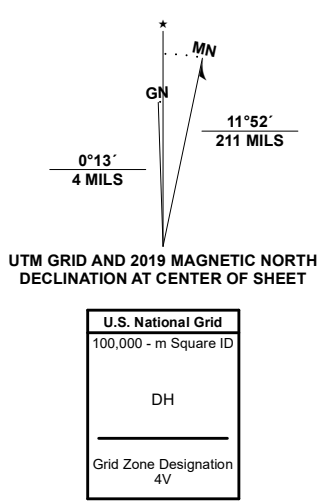 ★
MN
GN
11°52´
211 MILS
0°13´
4 MILS
UTM GRID AND 2019 MAGNETIC NORTH
DECLINATION AT CENTER OF SHEET
U.S. National Grid
100,000 - m Square ID
DH
Grid Zone Designation
4V